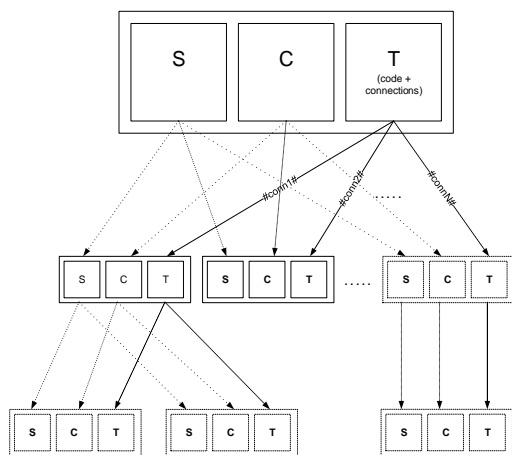 S C T
(code +
connections)
#conn1#
#conn2#
.....
#connN#
S C T
S C T
.....
S C T
S C T
S C T
S C T